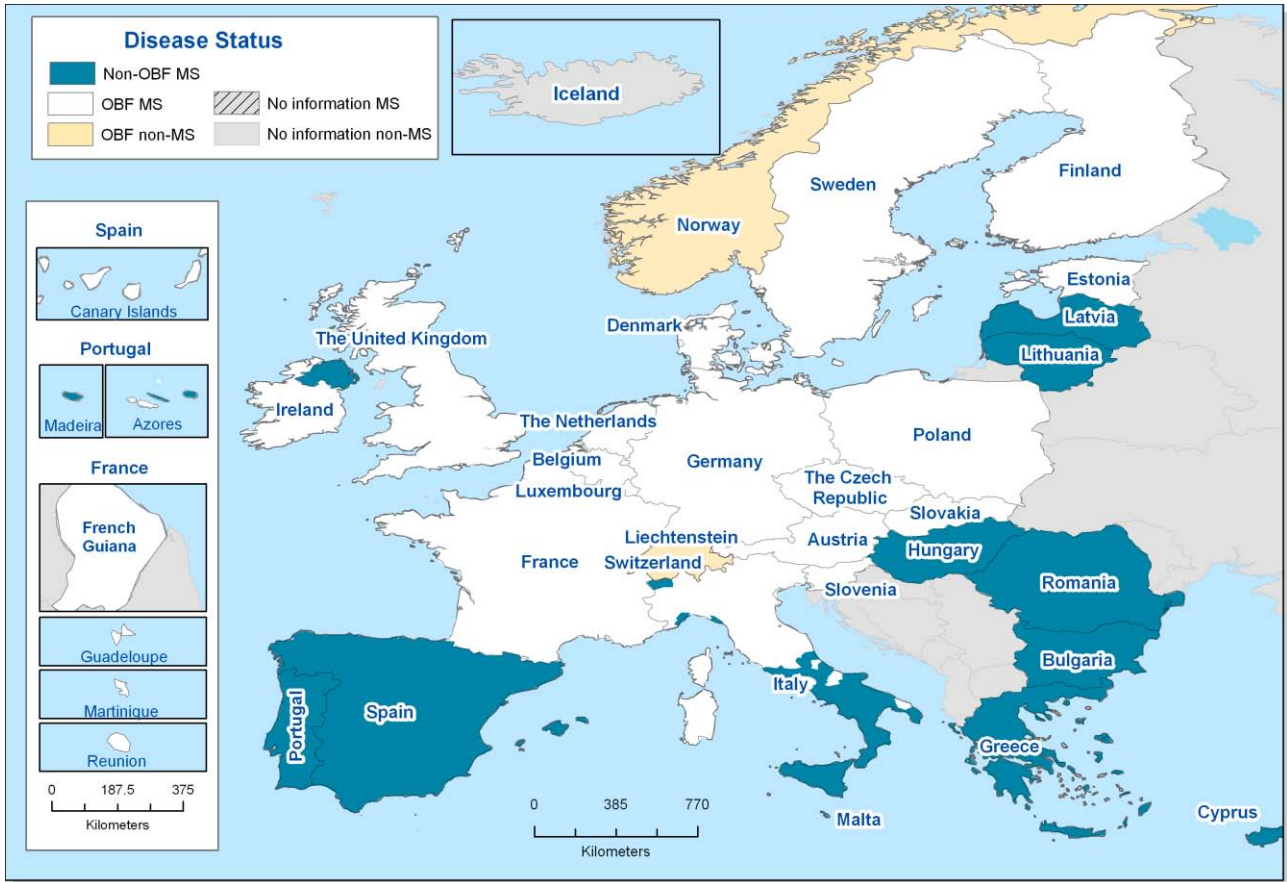 Disease Status
Non-OBF MS
OBF MS
OBF non-MS
No information MS
No information non-MS
Iceland
Spain
Canary Islands
Portugal
Madeira
Azores
France
French
Guiana
Guadeloupe
Martinique
Reunion
0 187.5 375
Kilometers
Finland
Sweden
Norway
Estonia
Latvia
Lithuania
Denmark
The United Kingdom
Ireland
The Netherlands
Belgium
Luxembourg
Germany
Poland
The Czech
Republic
Slovakia
Liechtenstein
Austria
Hungary
France
Switzerland
Slovenia
Romania
Bulgaria
Italy
Portugal
Spain
Greece
Malta
Cyprus
0 385 770
Kilometers